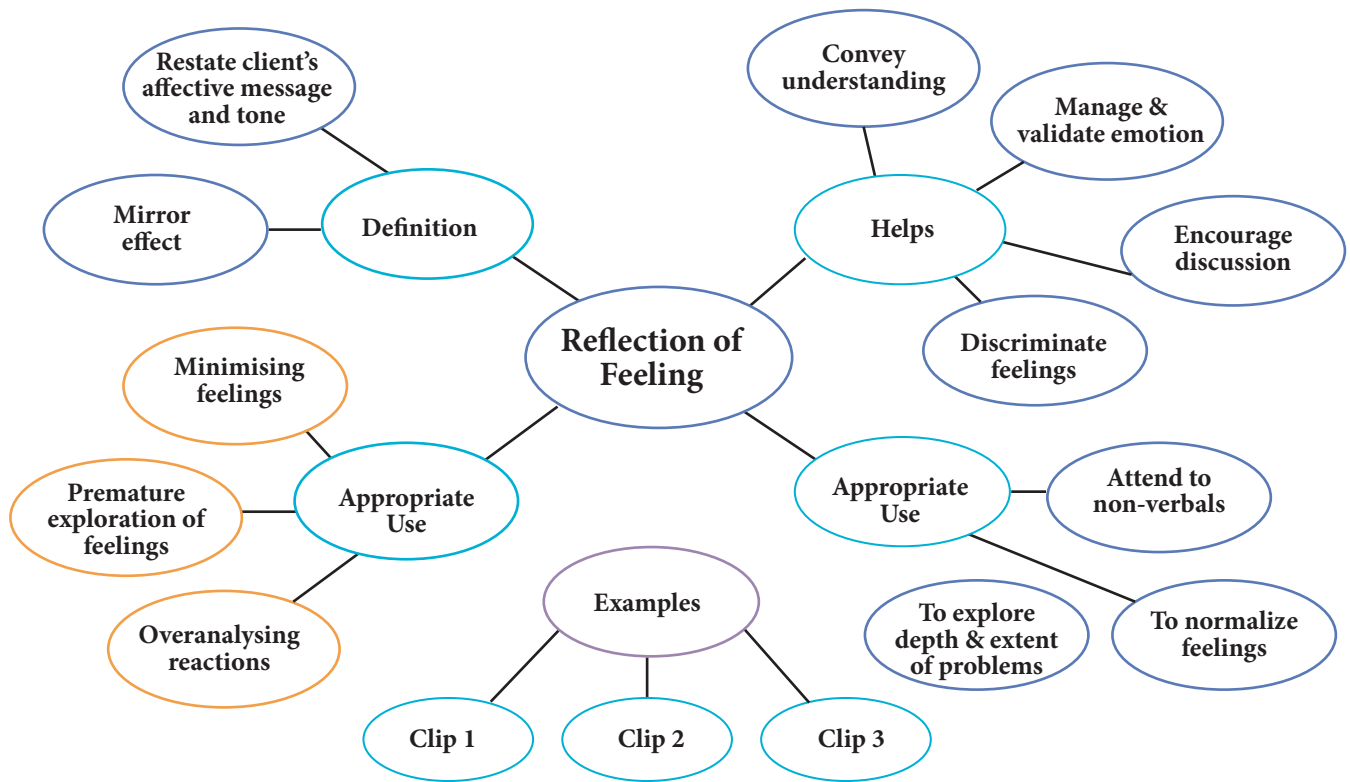 Reflection of
Feeling
Definition
Restate client's
affective message
and tone
Mirror
effect
Helps
Convey
understanding
Manage &
validate emotion
Encourage
discussion
Discriminate
feelings
Appropriate
Use
Minimising
feelings
Premature
exploration of
feelings
Overanalysing
reactions
Appropriate
Use
Attend to
non-verbals
To normalize
feelings
To explore
depth & extent
of problems
Examples
Clip 1
Clip 2
Clip 3